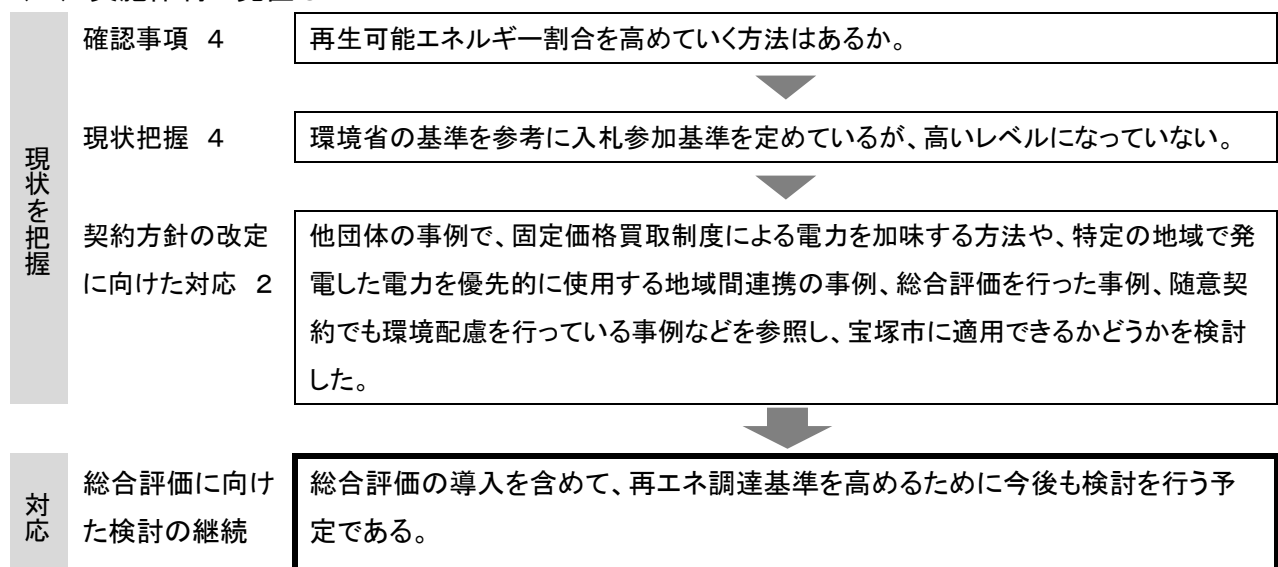 現状を把握
確認事項 4
再生可能エネルギー割合を高めていく方法はあるか。
現状把握 4
環境省の基準を参考に入札参加基準を定めているが、高いレベルになっていない。
契約方針の改定
に向けた対応 2
他団体の事例で、固定価格買取制度による電力を加味する方法や、特定の地域で発
電した電力を優先的に使用する地域間連携の事例、総合評価を行った事例、随意契
約でも環境配慮を行っている事例などを参照し、宝塚市に適用できるかどうかを検討
した。
対応
総合評価に向け
た検討の継続
総合評価の導入を含めて、再エネ調達基準を高めるために今後も検討を行う予
定である。